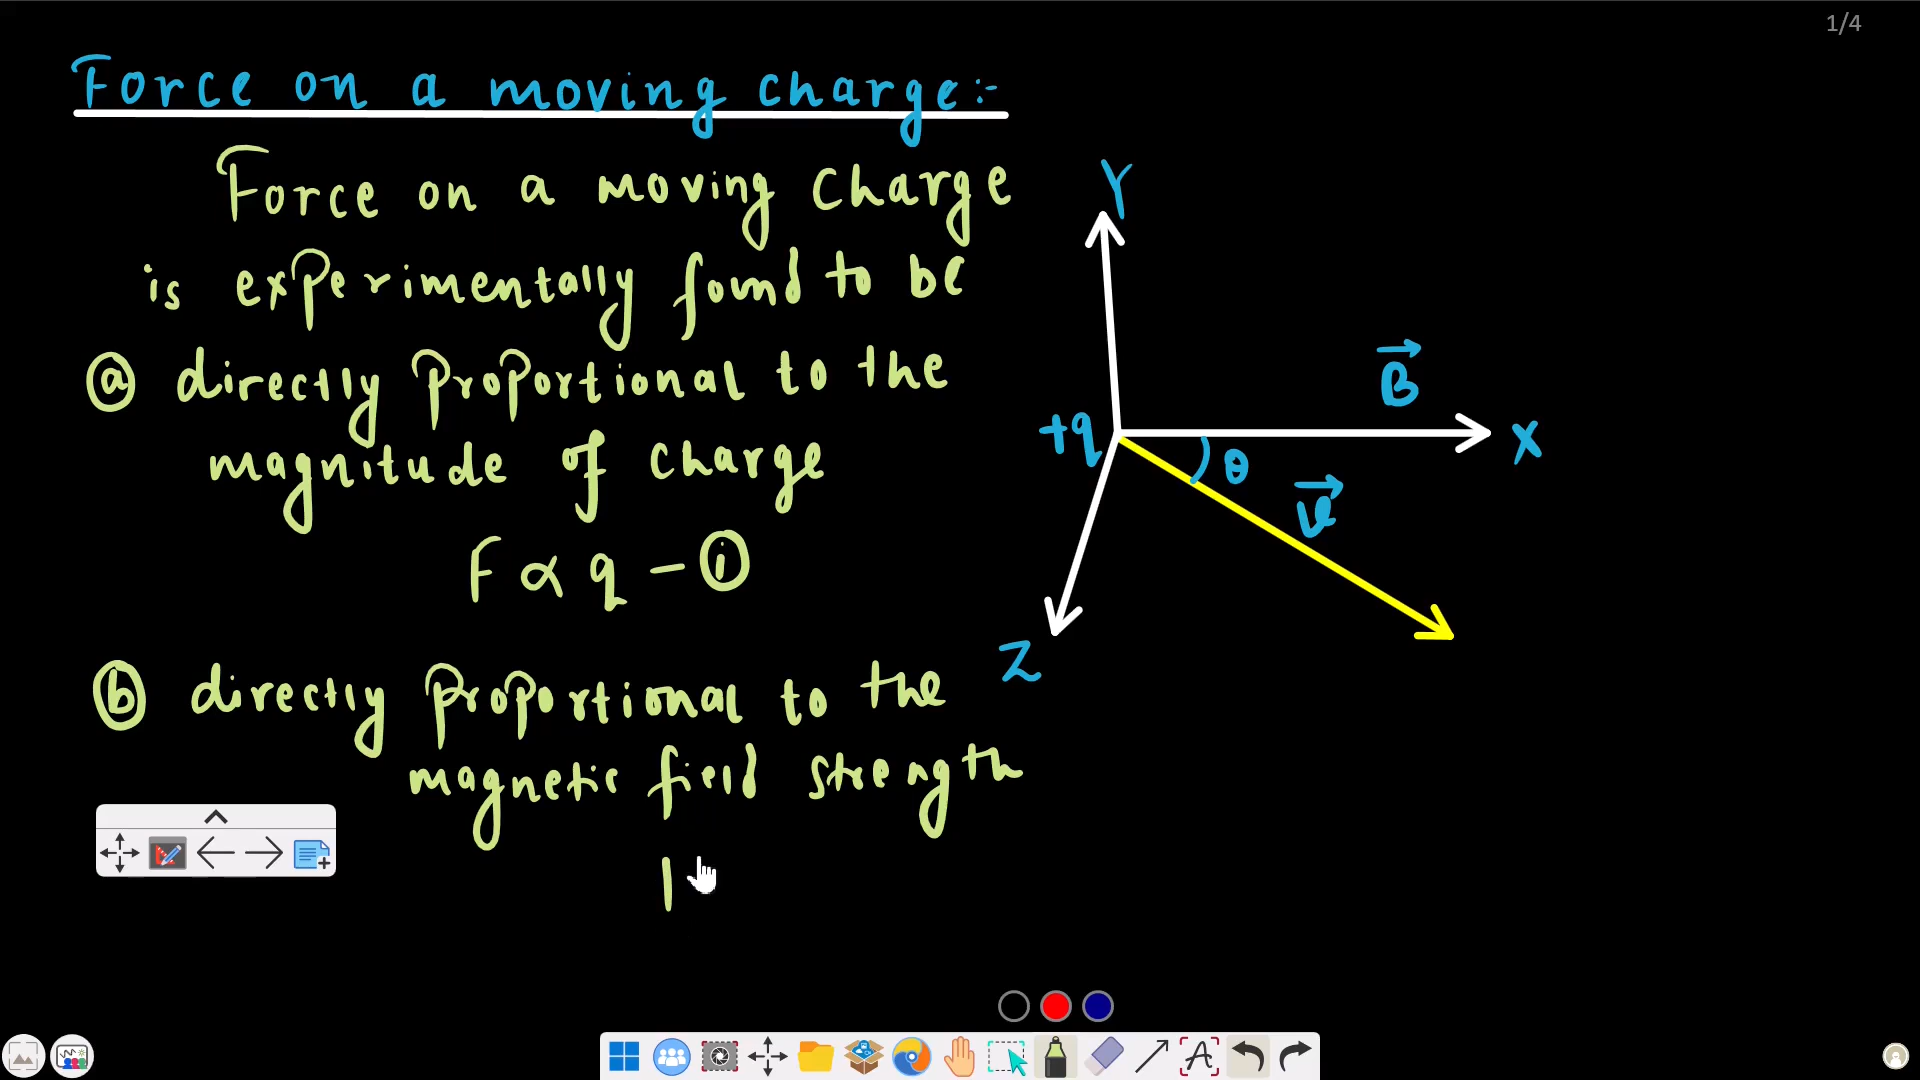 1/4
Force on a moving charge:-
Force on a moving charge
is experimentally found to be
ⓐ directly proportional to the
magnitude of charge
F ∝ q - ⓘ
ⓑ directly proportional to the
magnetic field strength
Y
B⃗
+q
X
θ
v⃗
Z